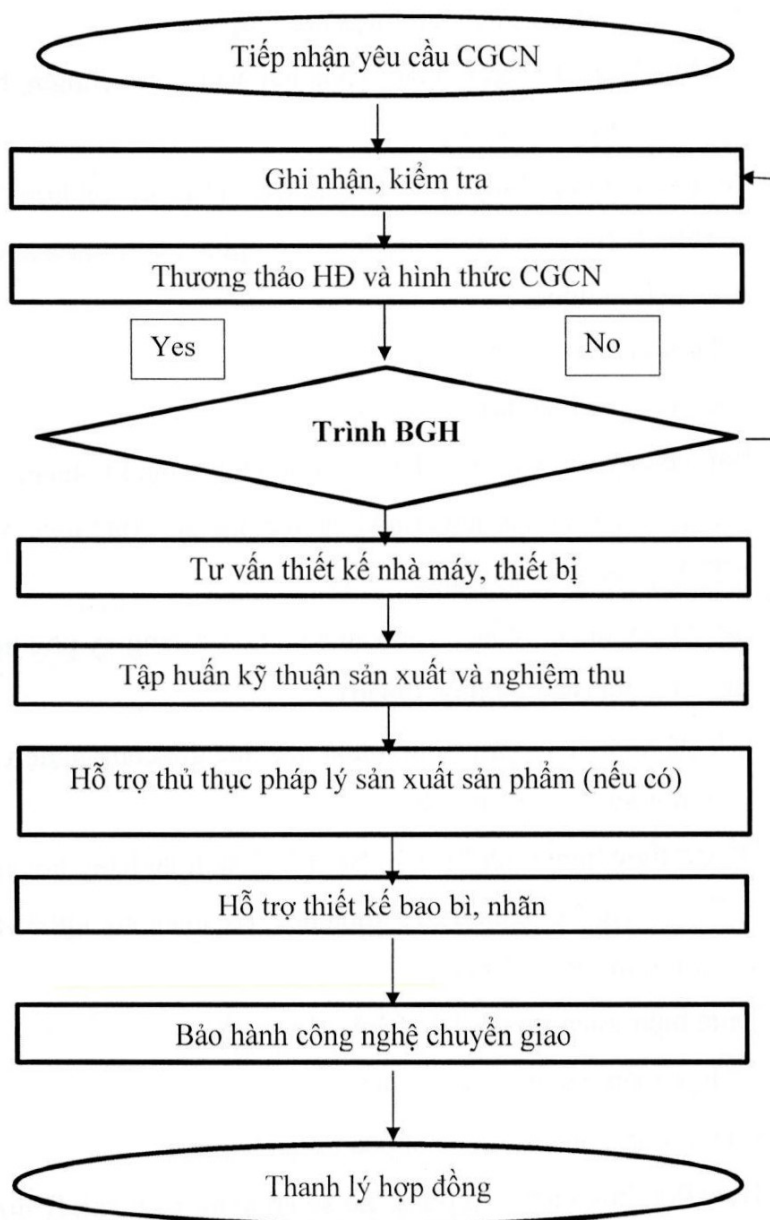 Tiếp nhận yêu cầu CGCN
Ghi nhận, kiểm tra
Thương thảo HĐ và hình thức CGCN
Yes
No
Trình BGH
Tư vấn thiết kế nhà máy, thiết bị
Tập huấn kỹ thuận sản xuất và nghiệm thu
Hỗ trợ thủ thục pháp lý sản xuất sản phẩm (nếu có)
Hỗ trợ thiết kế bao bì, nhãn
Bảo hành công nghệ chuyển giao
Thanh lý hợp đồng